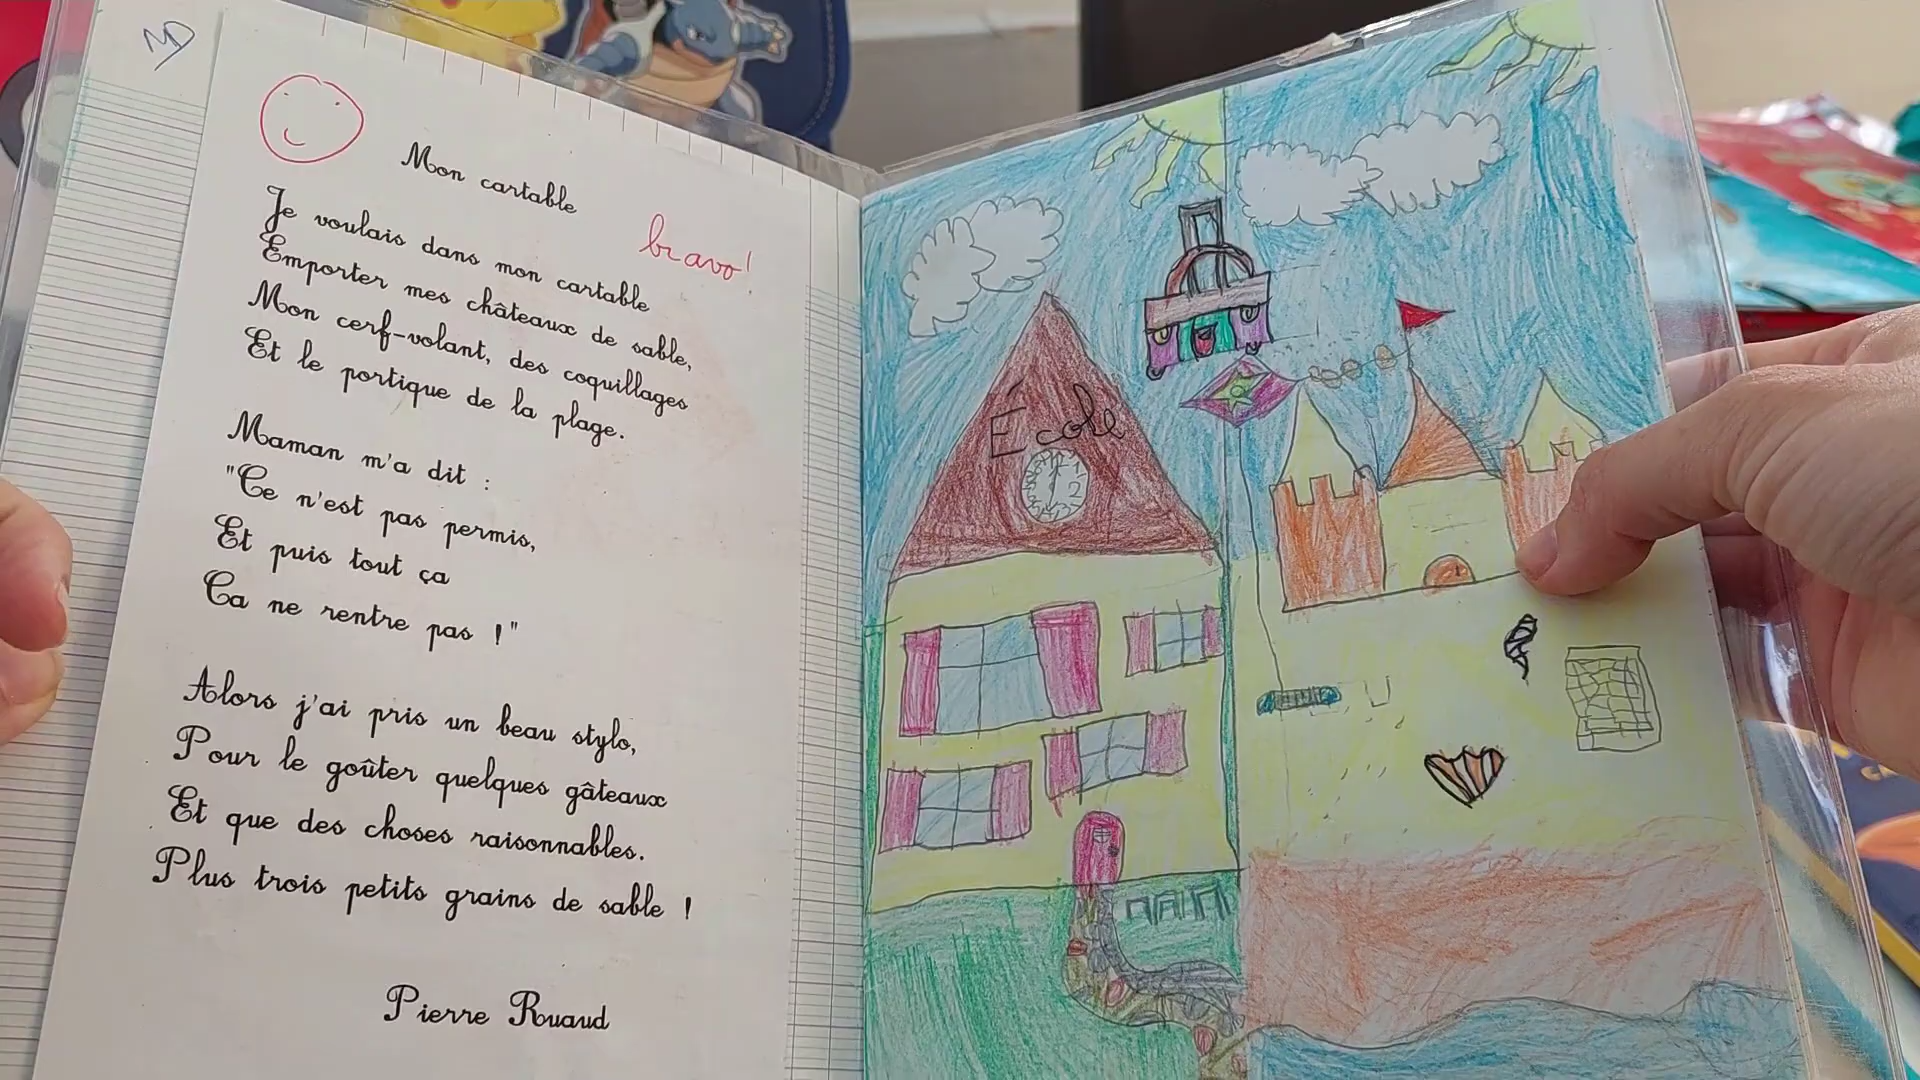 MD
Mon cartable
bravo!
Je voulais dans mon cartable
Emporter mes châteaux de sable,
Mon cerf-volant, des coquillages
Et le portique de la plage.
Maman m'a dit :
"Ce n'est pas permis,
Et puis tout ça
Ca ne rentre pas !"
Alors j'ai pris un beau stylo,
Pour le goûter quelques gâteaux
Et que des choses raisonnables.
Plus trois petits grains de sable !
Pierre Ruaud
École